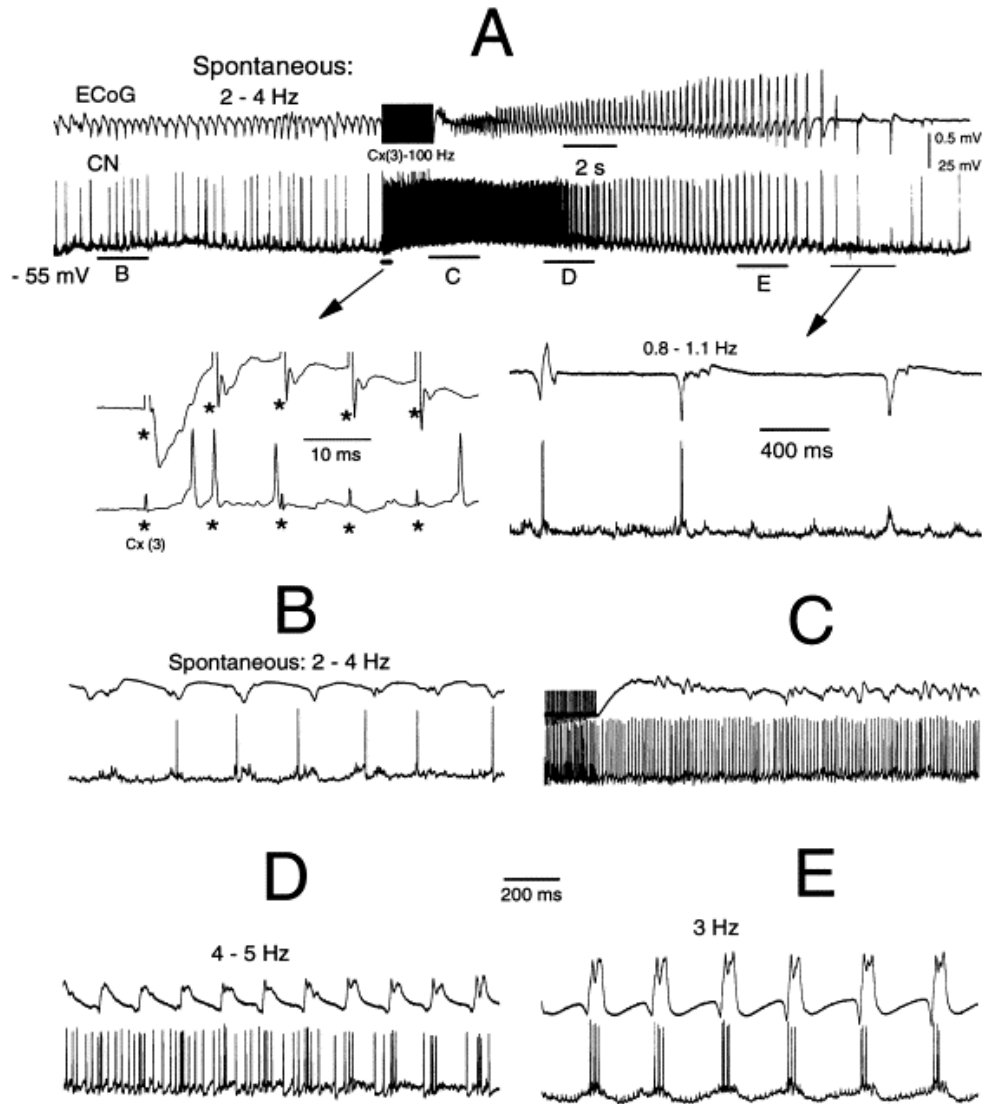 A
Spontaneous:
2 - 4 Hz
ECoG
Cx(3)-100 Hz
2 s
0.5 mV
25 mV
CN
- 55 mV
B
C
D
E
0.8 - 1.1 Hz
* * * * *
10 ms
400 ms
* * * * *
Cx (3)
B
C
Spontaneous: 2 - 4 Hz
D
E
200 ms
4 - 5 Hz
3 Hz